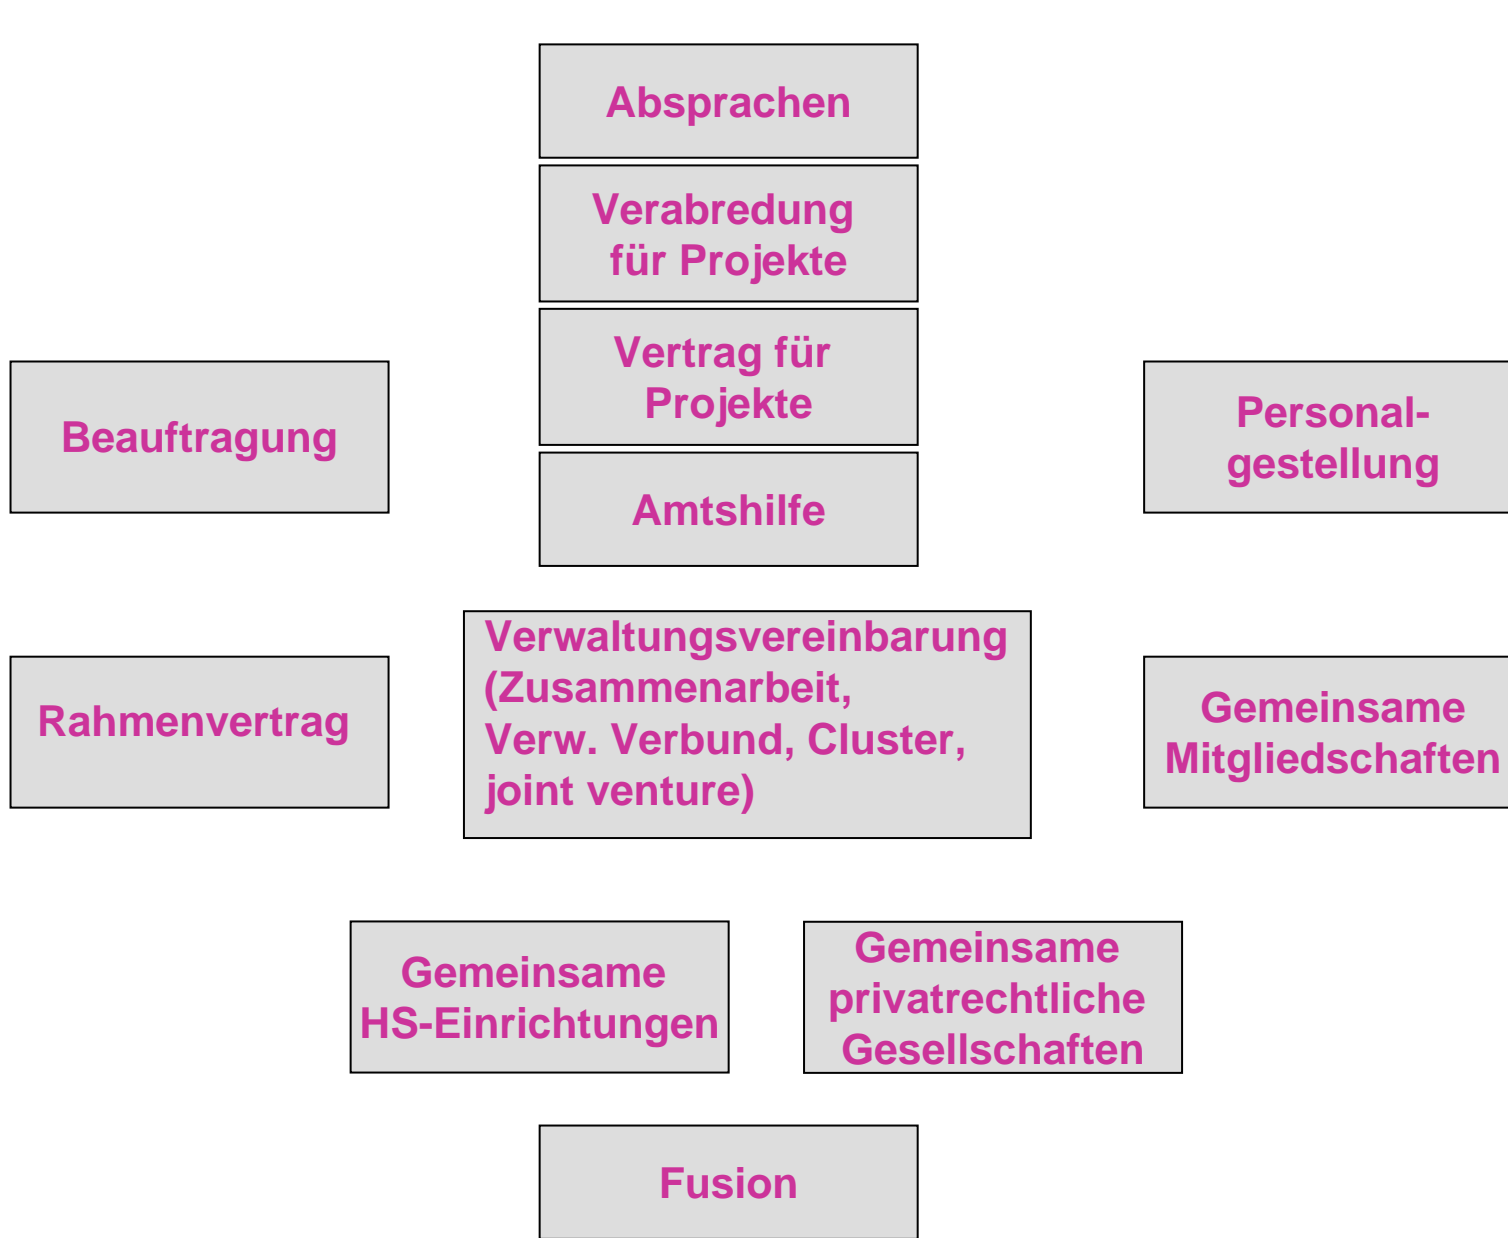 Absprachen
Verabredung
für Projekte
Vertrag für
Projekte
Beauftragung
Amtshilfe
Personal-
gestellung
Rahmenvertrag
Verwaltungsvereinbarung
(Zusammenarbeit,
Verw. Verbund, Cluster,
joint venture)
Gemeinsame
Mitgliedschaften
Gemeinsame
HS-Einrichtungen
Gemeinsame
privatrechtliche
Gesellschaften
Fusion